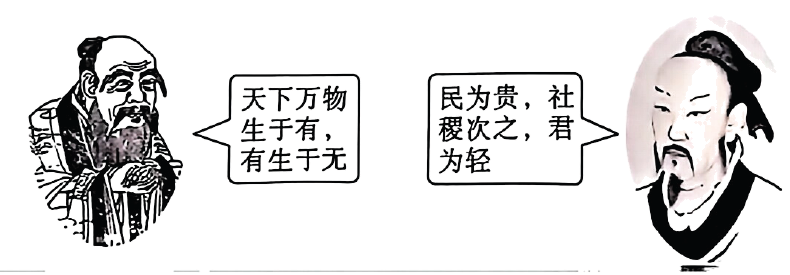 天下万物
生于有，
有生于无
民为贵，社
稷次之，君
为轻